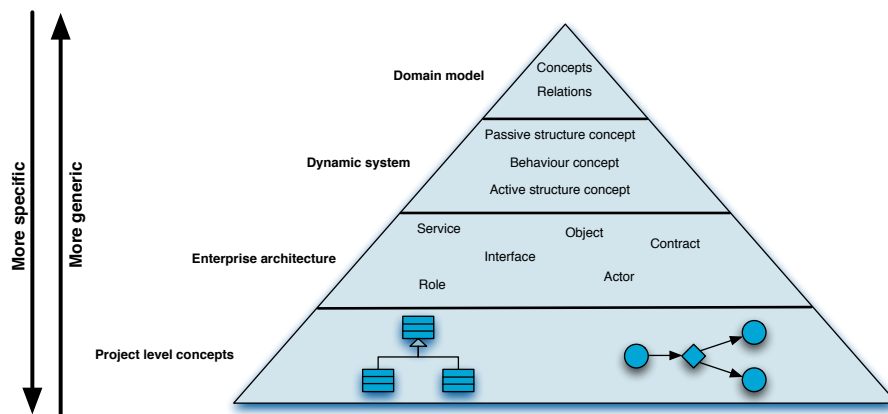 More specific
More generic
Domain model
Concepts
Relations
Dynamic system
Passive structure concept
Behaviour concept
Active structure concept
Enterprise architecture
Service
Object
Contract
Interface
Role
Actor
Project level concepts